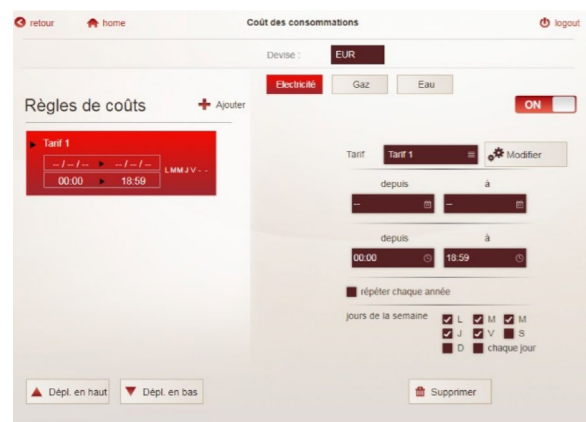 retour home Coût des consommations logout
Devise : EUR
Electricité Gaz Eau
Règles de coûts Ajouter
ON
Tarif 1
-- / -- / -- -- / -- / --
L M M J V - -
00:00 18:59
Tarif Tarif 1 Modifier
depuis à
-- --
depuis à
00:00 18:59
répéter chaque année
jours de la semaine L M M
J V S
D chaque jour
Dépl. en haut Dépl. en bas Supprimer